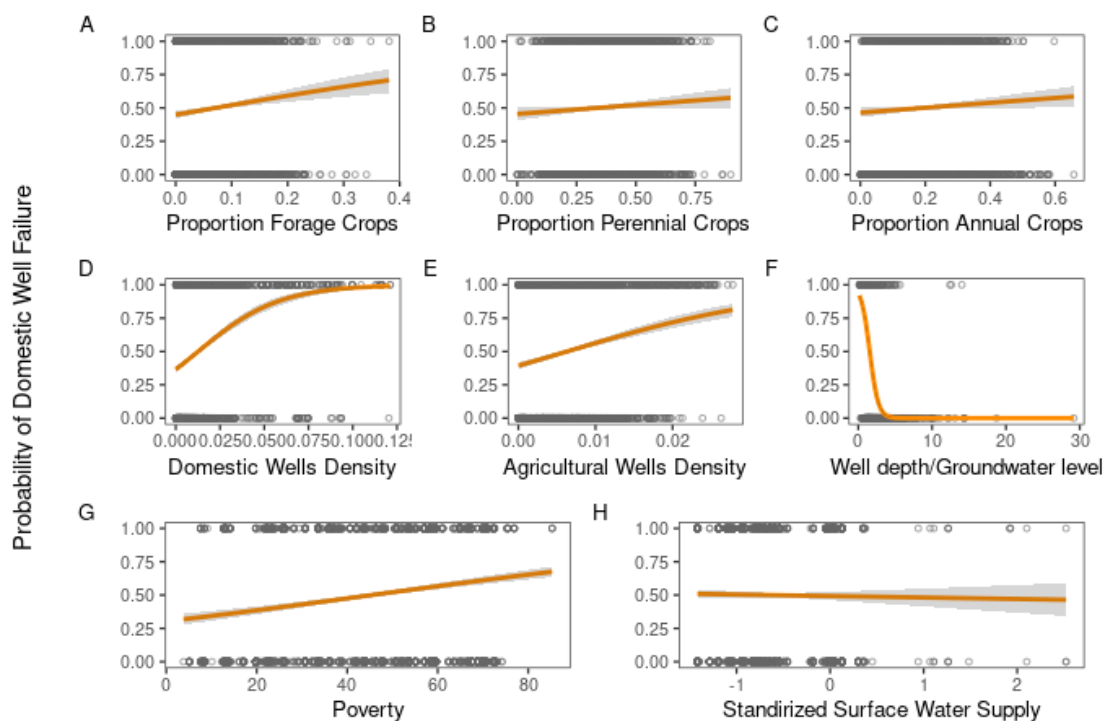 Probability of Domestic Well Failure
A
1.00
0.75
0.50
0.25
0.00
0.0 0.1 0.2 0.3 0.4
Proportion Forage Crops
B
1.00
0.75
0.50
0.25
0.00
0.00 0.25 0.50 0.75
Proportion Perennial Crops
C
1.00
0.75
0.50
0.25
0.00
0.0 0.2 0.4 0.6
Proportion Annual Crops
D
1.00
0.75
0.50
0.25
0.00
0.000 0.025 0.050 0.075 0.100 0.125
Domestic Wells Density
E
1.00
0.75
0.50
0.25
0.00
0.00 0.01 0.02
Agricultural Wells Density
F
1.00
0.75
0.50
0.25
0.00
0 10 20 30
Well depth/Groundwater level
G
1.00
0.75
0.50
0.25
0.00
0 20 40 60 80
Poverty
H
1.00
0.75
0.50
0.25
0.00
-1 0 1 2
Standirized Surface Water Supply